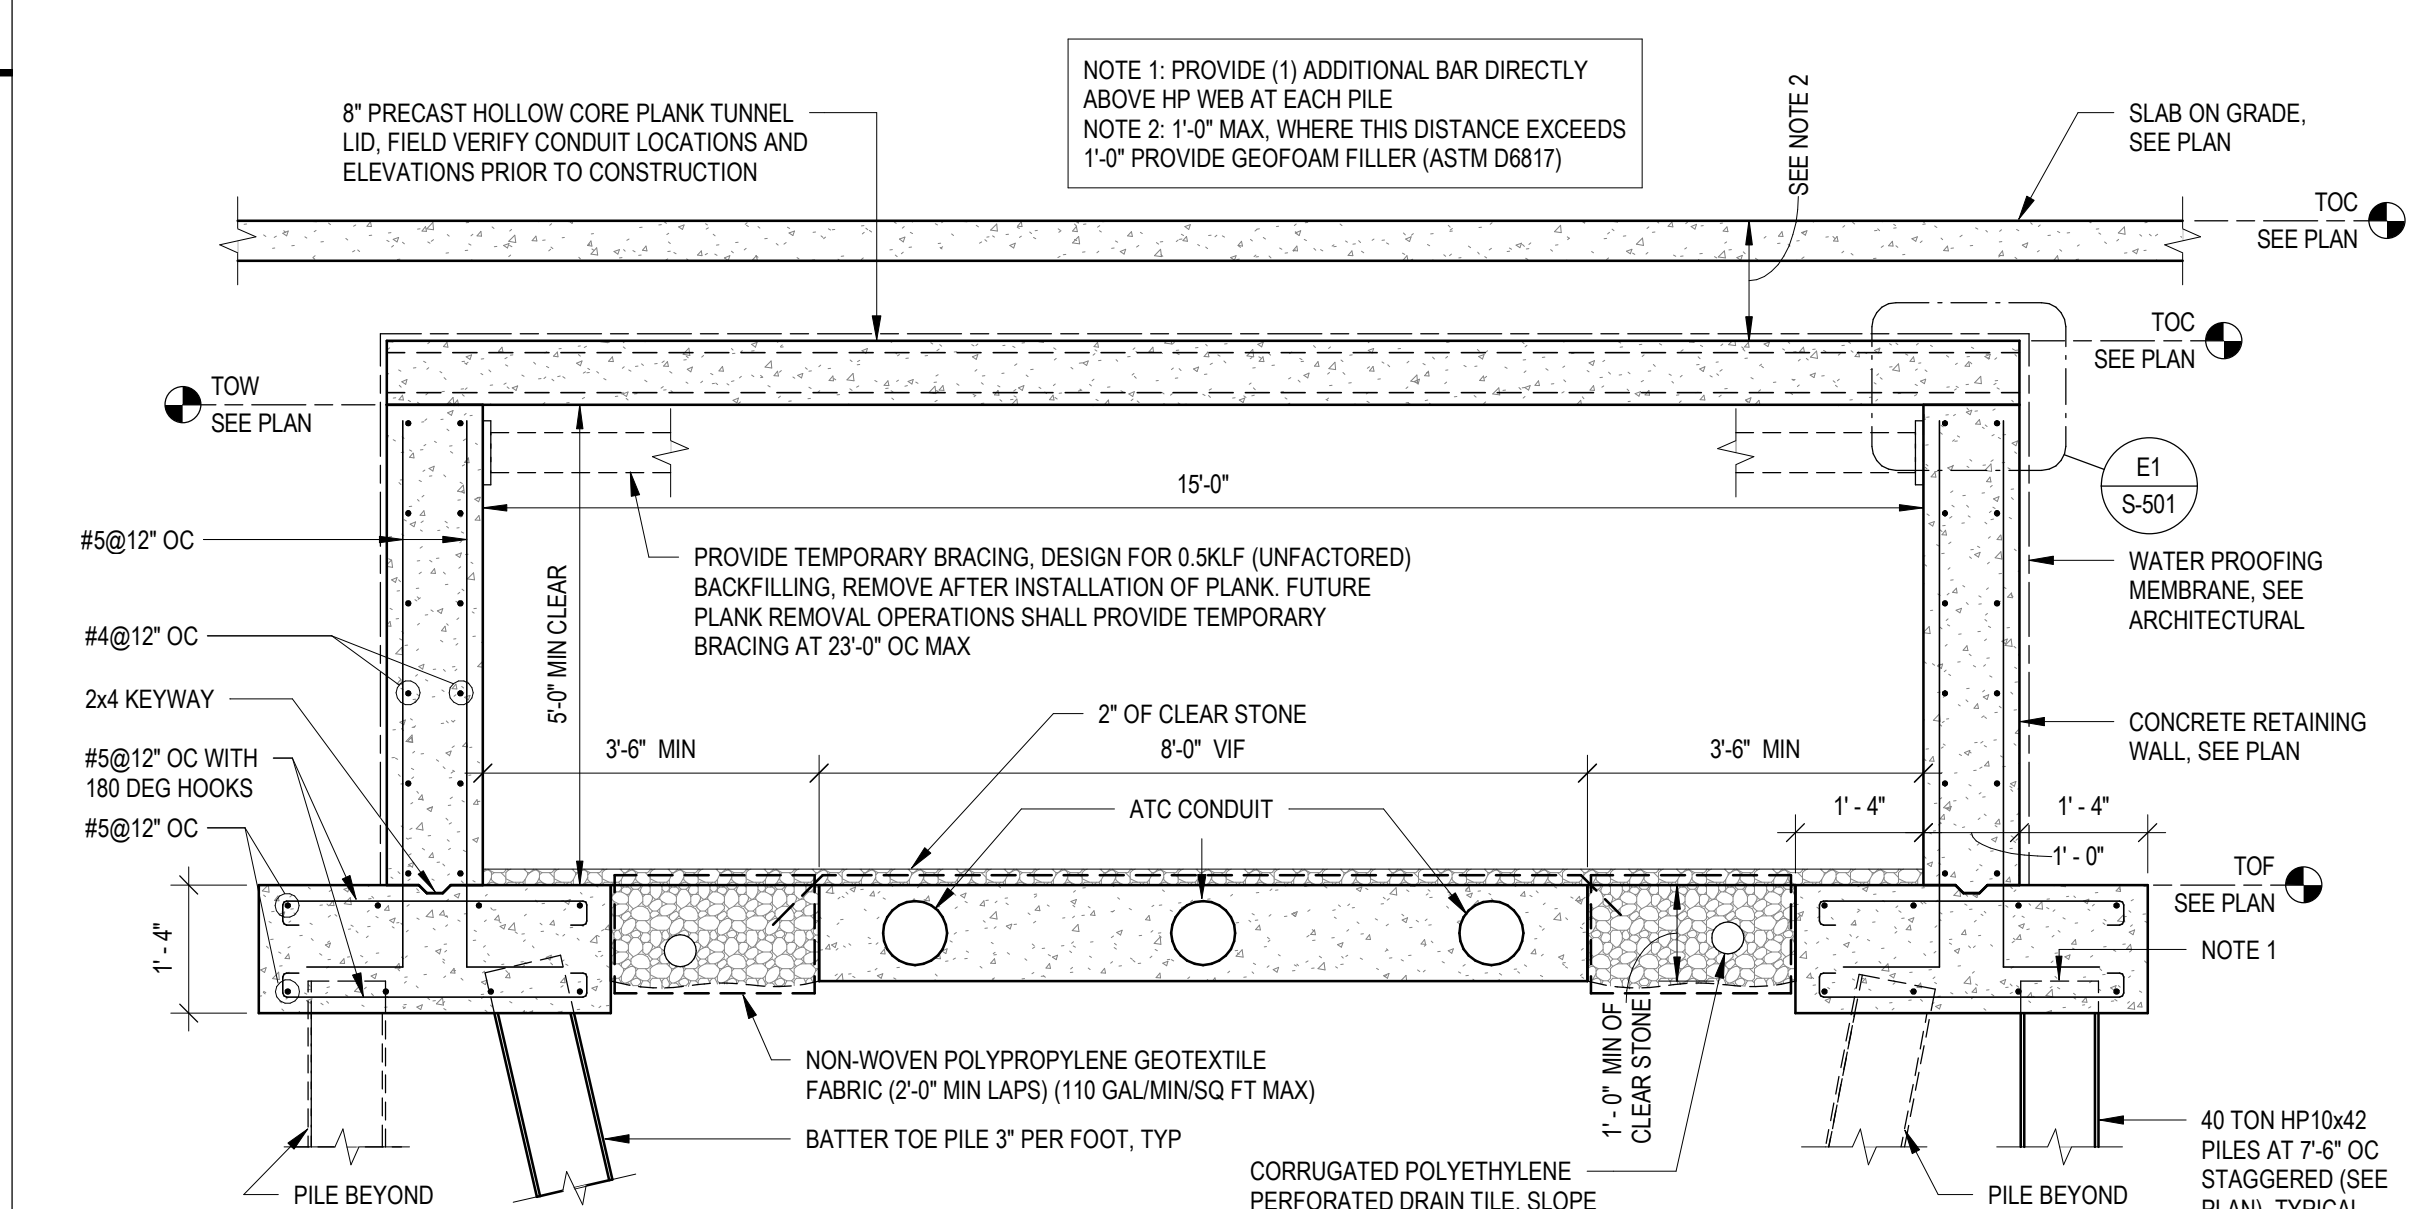 NOTE 1: PROVIDE (1) ADDITIONAL BAR DIRECTLY
ABOVE HP WEB AT EACH PILE
NOTE 2: 1'-0" MAX, WHERE THIS DISTANCE EXCEEDS
1'-0" PROVIDE GEOFOAM FILLER (ASTM D6817)
8" PRECAST HOLLOW CORE PLANK TUNNEL
LID, FIELD VERIFY CONDUIT LOCATIONS AND
ELEVATIONS PRIOR TO CONSTRUCTION
SEE NOTE 2
SLAB ON GRADE,
SEE PLAN
TOC
SEE PLAN
TOC
SEE PLAN
TOW
SEE PLAN
E1
S-501
15'-0"
#5@12" OC
PROVIDE TEMPORARY BRACING, DESIGN FOR 0.5KLF (UNFACTORED)
BACKFILLING, REMOVE AFTER INSTALLATION OF PLANK. FUTURE
PLANK REMOVAL OPERATIONS SHALL PROVIDE TEMPORARY
BRACING AT 23'-0" OC MAX
5'-0" MIN CLEAR
WATER PROOFING
MEMBRANE, SEE
ARCHITECTURAL
#4@12" OC
2x4 KEYWAY
2" OF CLEAR STONE
CONCRETE RETAINING
WALL, SEE PLAN
3'-6" MIN
8'-0" VIF
3'-6" MIN
#5@12" OC WITH
180 DEG HOOKS
#5@12" OC
ATC CONDUIT
1' - 4"
1' - 4"
1' - 0"
TOF
SEE PLAN
1' - 4"
NOTE 1
1' - 0" MIN OF
CLEAR STONE
NON-WOVEN POLYPROPYLENE GEOTEXTILE
FABRIC (2'-0" MIN LAPS) (110 GAL/MIN/SQ FT MAX)
BATTER TOE PILE 3" PER FOOT, TYP
CORRUGATED POLYETHYLENE
PERFORATED DRAIN TILE, SLOPE
PILE BEYOND
PILE BEYOND
40 TON HP10x42
PILES AT 7'-6" OC
STAGGERED (SEE
PLAN), TYPICAL